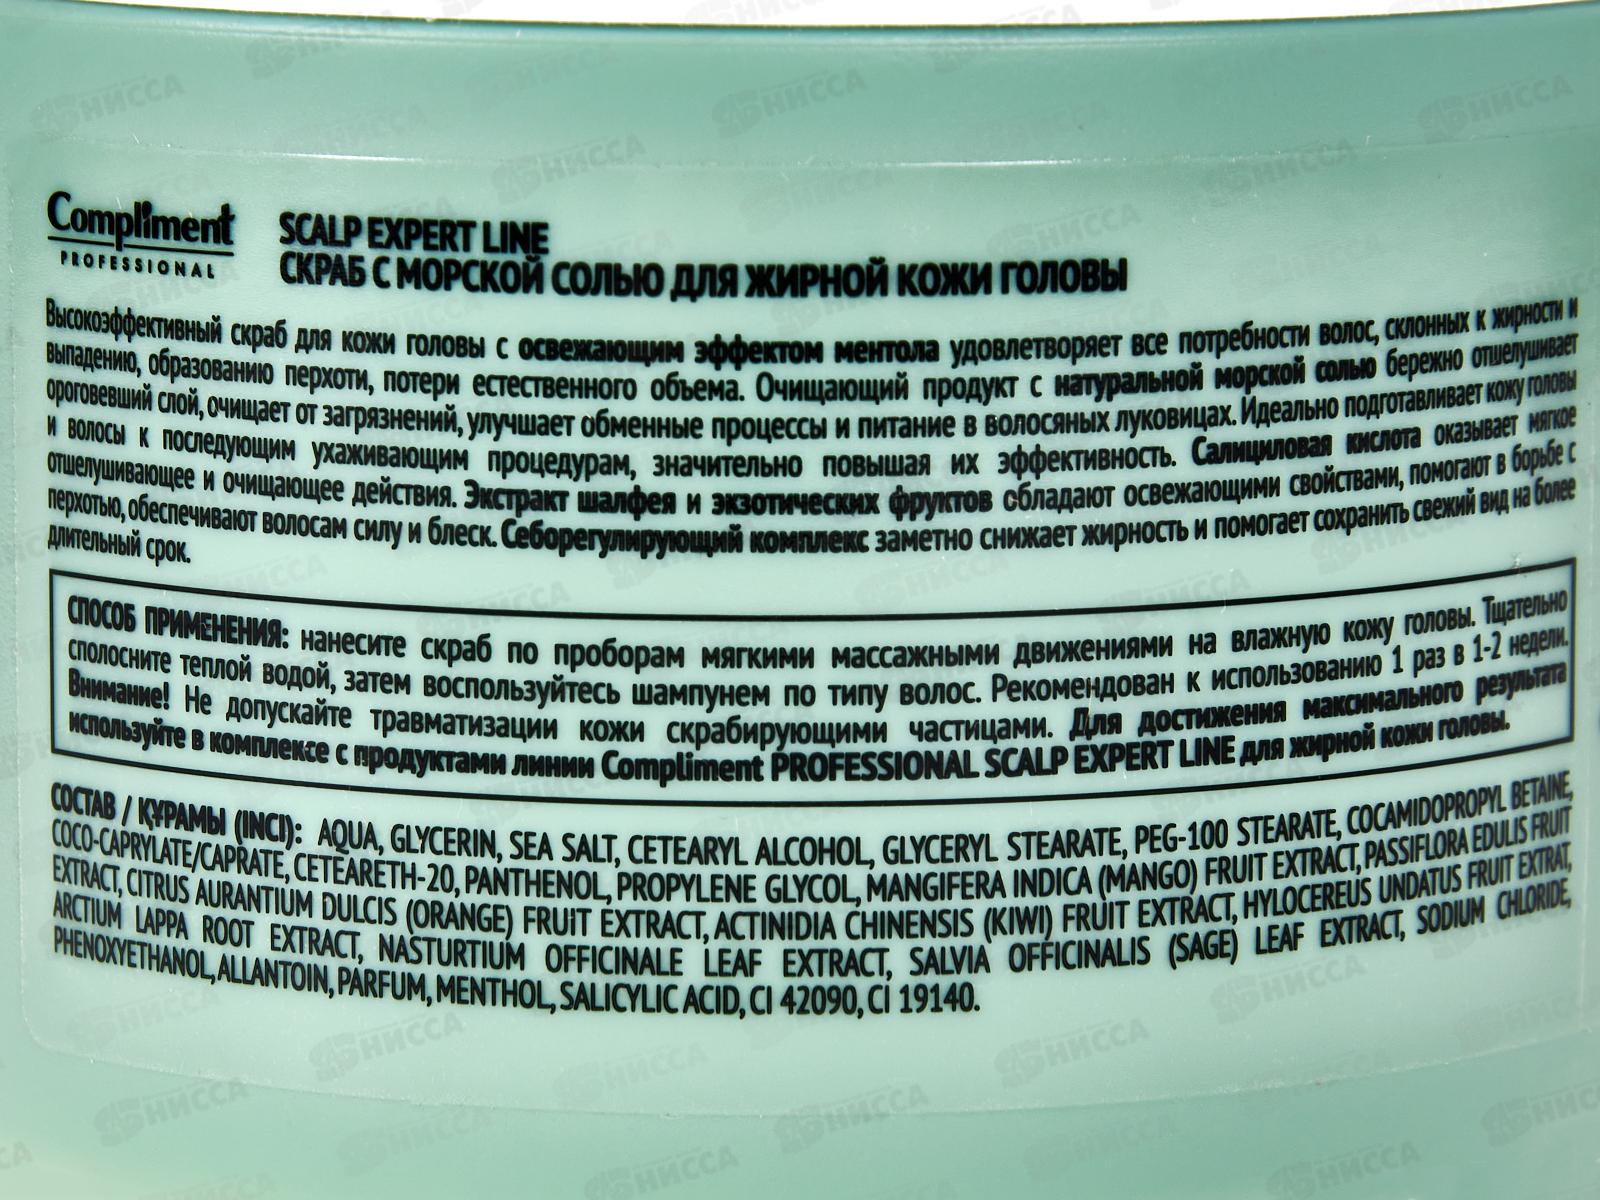 Compliment
PROFESSIONAL
SCALP EXPERT LINE
СКРАБ С МОРСКОЙ СОЛЬЮ ДЛЯ ЖИРНОЙ КОЖИ ГОЛОВЫ
Высокоэффективный скраб для кожи головы с освежающим эффектом ментола удовлетворяет все потребности волос, склонных к жирности и
выпадению, образованию перхоти, потери естественного объема. Очищающий продукт с натуральной морской солью бережно отшелушивает
ороговевший слой, очищает от загрязнений, улучшает обменные процессы и питание в волосяных луковицах. Идеально подготавливает кожу головы
и волосы к последующим ухаживающим процедурам, значительно повышая их эффективность. Салициловая кислота оказывает мягкое
отшелушивающее и очищающее действия. Экстракт шалфея и экзотических фруктов обладают освежающими свойствами, помогают в борьбе с
перхотью, обеспечивают волосам силу и блеск. Себорегулирующий комплекс заметно снижает жирность и помогает сохранить свежий вид на более
длительный срок.
СПОСОБ ПРИМЕНЕНИЯ: нанесите скраб по проборам мягкими массажными движениями на влажную кожу головы. Тщательно
сполосните теплой водой, затем воспользуйтесь шампунем по типу волос. Рекомендован к использованию 1 раз в 1-2 недели.
Внимание! Не допускайте травматизации кожи скрабирующими частицами. Для достижения максимального результата
используйте в комплексе с продуктами линии Compliment PROFESSIONAL SCALP EXPERT LINE для жирной кожи головы.
СОСТАВ / ҚҰРАМЫ (INCI): AQUA, GLYCERIN, SEA SALT, CETEARYL ALCOHOL, GLYCERYL STEARATE, PEG-100 STEARATE, COCAMIDOPROPYL BETAINE,
COCO-CAPRYLATE/CAPRATE, CETEARETH-20, PANTHENOL, PROPYLENE GLYCOL, MANGIFERA INDICA (MANGO) FRUIT EXTRACT, PASSIFLORA EDULIS FRUIT
EXTRACT, CITRUS AURANTIUM DULCIS (ORANGE) FRUIT EXTRACT, ACTINIDIA CHINENSIS (KIWI) FRUIT EXTRACT, HYLOCEREUS UNDATUS FRUIT EXTRAT,
ARCTIUM LAPPA ROOT EXTRACT, NASTURTIUM OFFICINALE LEAF EXTRACT, SALVIA OFFICINALIS (SAGE) LEAF EXTRACT, SODIUM CHLORIDE,
PHENOXYETHANOL, ALLANTOIN, PARFUM, MENTHOL, SALICYLIC ACID, CI 42090, CI 19140.
НИССА